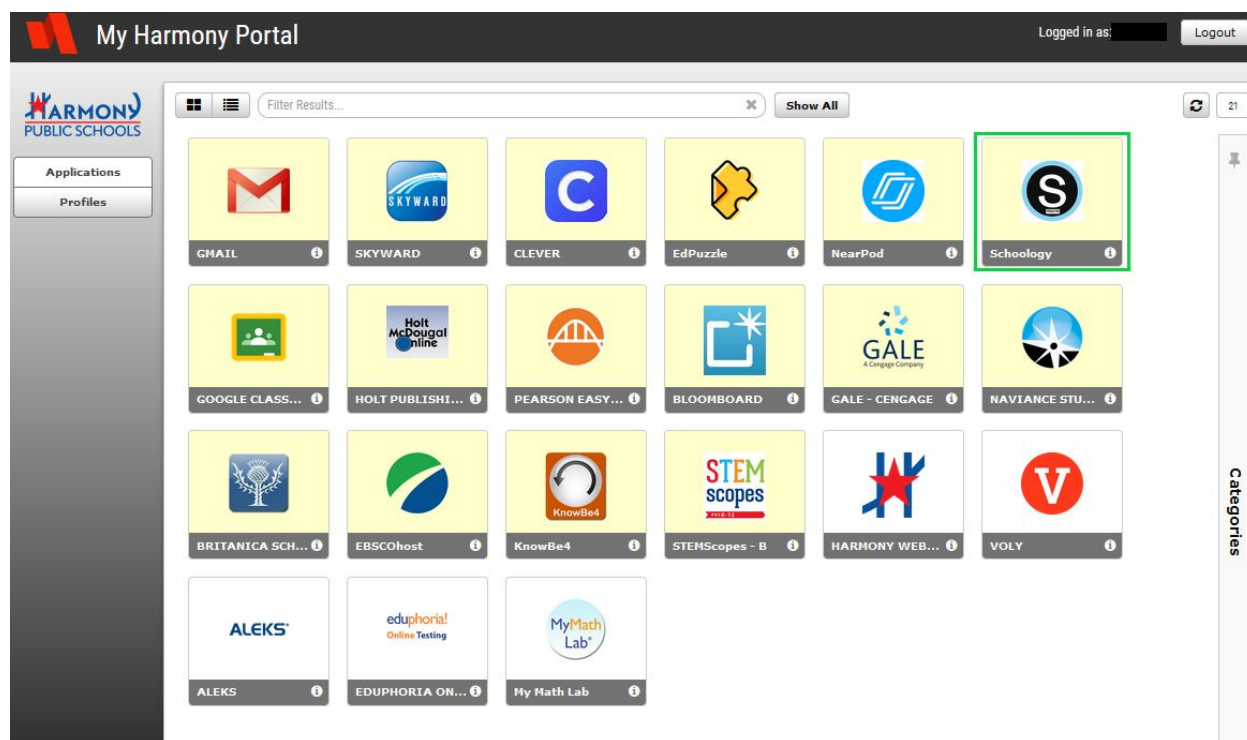 My Harmony Portal
Logged in as:
Logout
HARMONY
PUBLIC SCHOOLS
Applications
Profiles
Filter Results...
Show All
21
SKYWARD
C
S
GMAIL
SKYWARD
CLEVER
EdPuzzle
NearPod
Schoology
Holt
McDougal
Online
GALE
A Cengage Company
GOOGLE CLASS...
HOLT PUBLISHI...
PEARSON EASY...
BLOOMBOARD
GALE - CENGAGE
NAVIANCE STU...
KnowBe4
STEM
scopes
V
BRITANICA SCH...
EBSCOhost
KnowBe4
STEMScopes - B
HARMONY WEB...
VOLY
Categories
ALEKS
eduphoria!
Online Testing
MyMath
Lab
ALEKS
EDUPHORIA ON...
My Math Lab